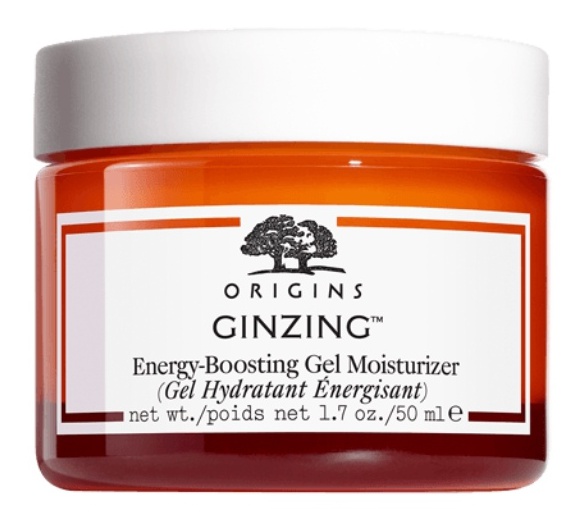 ORIGINS
GINZING™
Energy-Boosting Gel Moisturizer
(Gel Hydratant Énergisant)
net wt./poids net 1.7 oz./50 ml℮